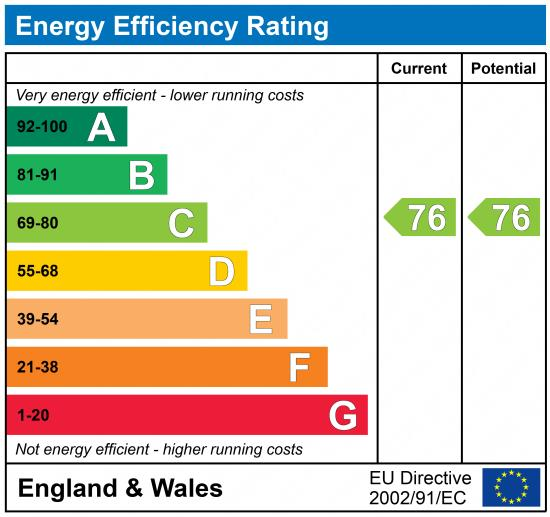 Energy Efficiency Rating
Current Potential
Very energy efficient - lower running costs
92-100 A
81-91 B
69-80 C 76 76
55-68 D
39-54 E
21-38 F
1-20 G
Not energy efficient - higher running costs
England & Wales
EU Directive
2002/91/EC